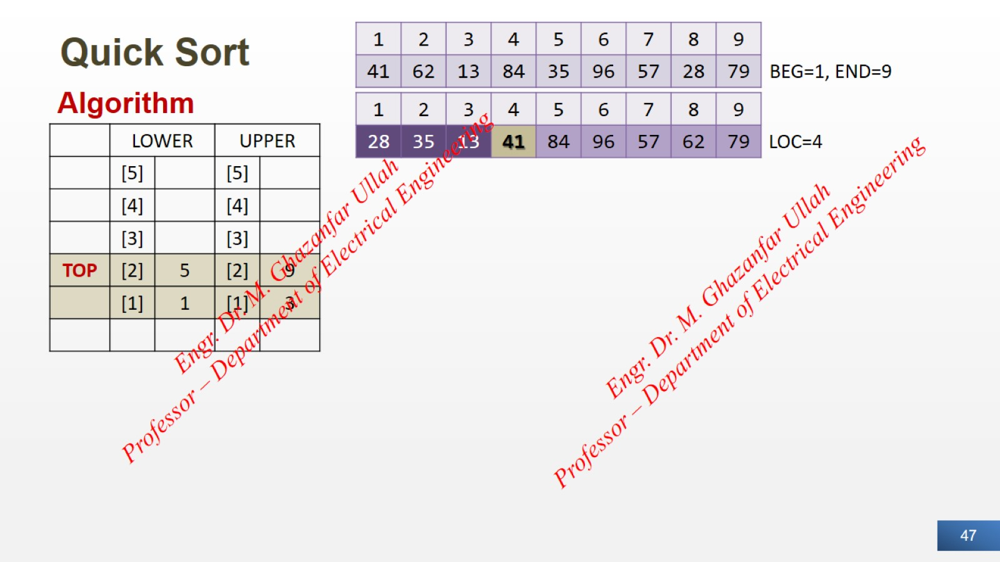 Quick Sort
Algorithm
LOWER UPPER
[5] [5]
[4] [4]
[3] [3]
TOP [2] 5 [2] 9
[1] 1 [1] 3
1 2 3 4 5 6 7 8 9
41 62 13 84 35 96 57 28 79 BEG=1, END=9
1 2 3 4 5 6 7 8 9
28 35 13 41 84 96 57 62 79 LOC=4
Engr. Dr. M. Ghazanfar Ullah
Professor – Department of Electrical Engineering
Engr. Dr. M. Ghazanfar Ullah
Professor – Department of Electrical Engineering
47